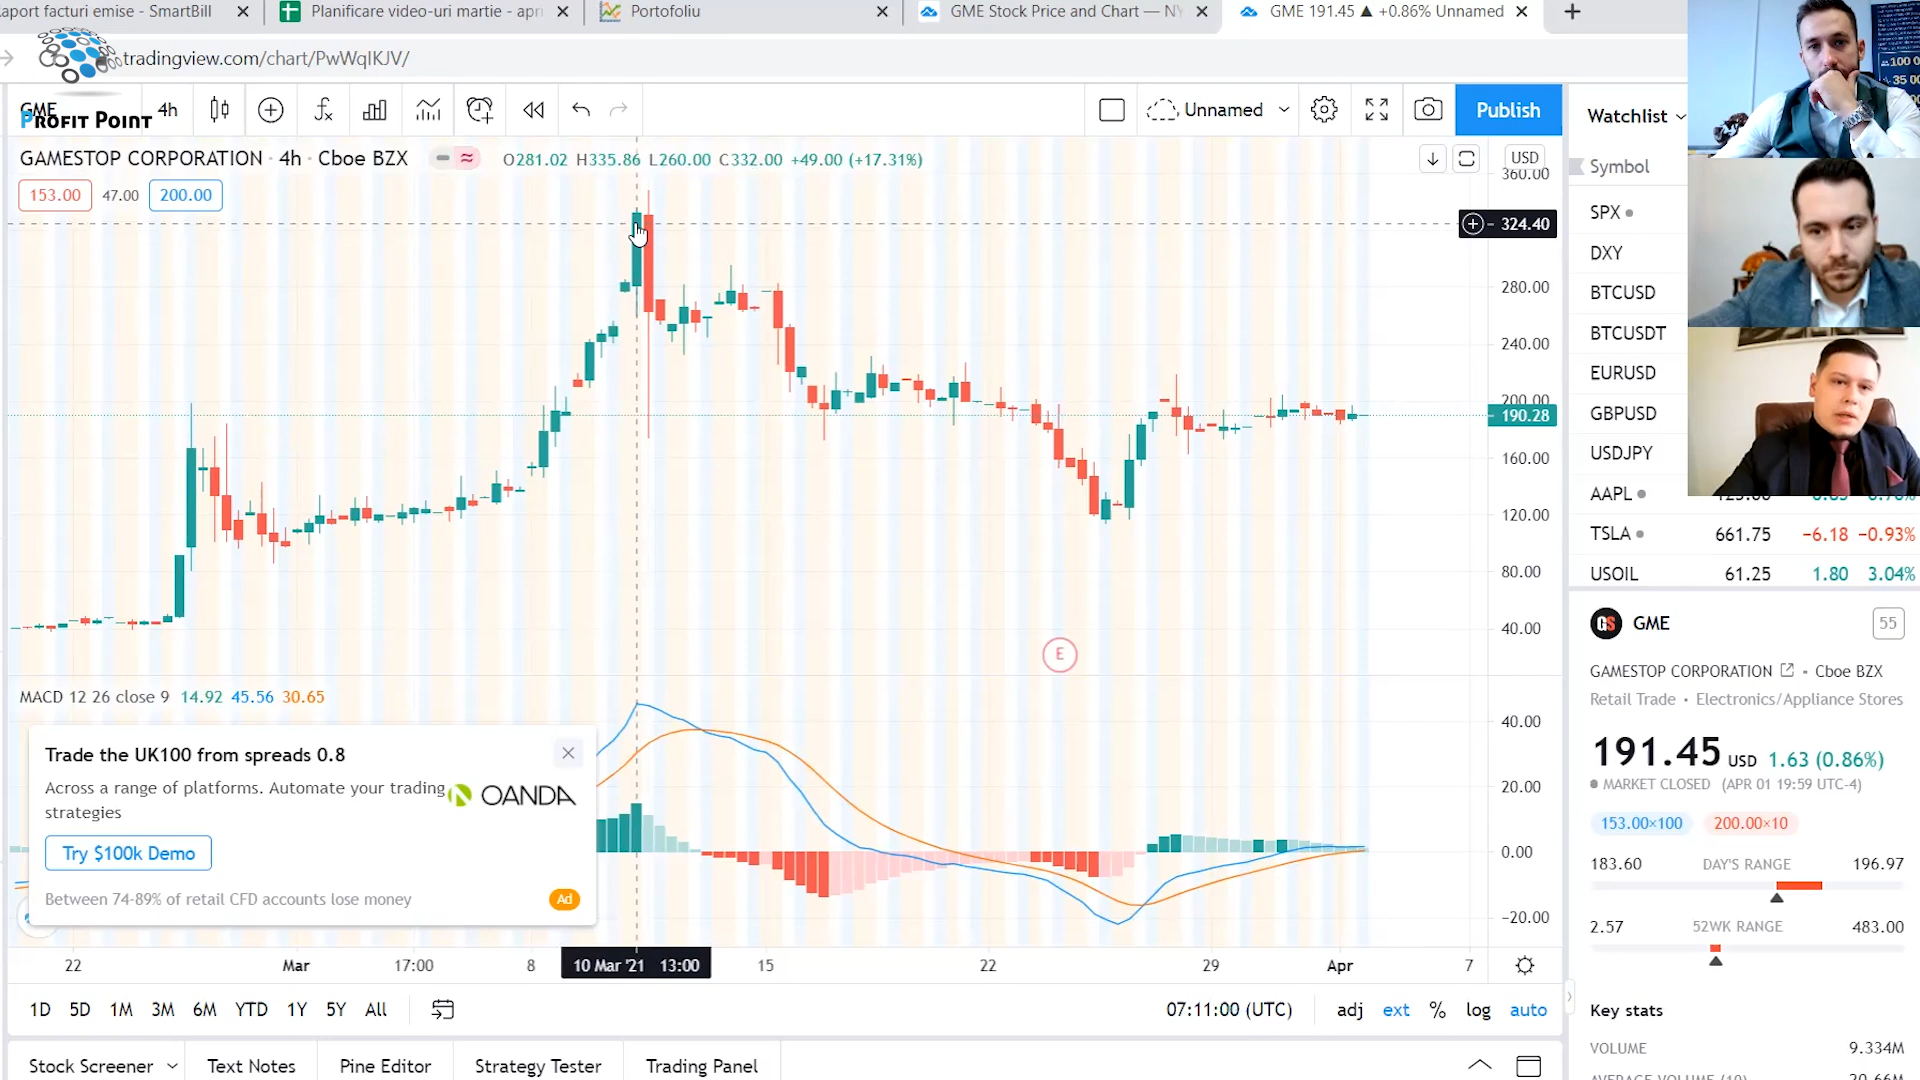 aport facturi emise - SmartBill
Planificare video-uri martie - apri
Portofoliu
GME Stock Price and Chart — NY
GME 191.45 ▲ +0.86% Unnamed
tradingview.com/chart/PwWqIKJV/
GME
PROFIT POINT
4h
Unnamed
Publish
Watchlist
GAMESTOP CORPORATION · 4h · Cboe BZX
O281.02 H335.86 L260.00 C332.00 +49.00 (+17.31%)
USD
153.00 47.00 200.00
360.00
324.40
280.00
240.00
200.00
190.28
160.00
120.00
80.00
40.00
E
MACD 12 26 close 9 14.92 45.56 30.65
40.00
20.00
0.00
−20.00
Trade the UK100 from spreads 0.8
Across a range of platforms. Automate your trading
strategies
OANDA
Try $100k Demo
Between 74-89% of retail CFD accounts lose money
Ad
22 Mar 17:00 8 10 Mar '21 13:00 15 22 29 Apr 7
1D 5D 1M 3M 6M YTD 1Y 5Y All
07:11:00 (UTC) adj ext % log auto
Stock Screener Text Notes Pine Editor Strategy Tester Trading Panel
Symbol
SPX
DXY
BTCUSD
BTCUSDT
EURUSD
GBPUSD
USDJPY
AAPL
TSLA 661.75 −6.18 −0.93%
USOIL 61.25 1.80 3.04%
GME 55
GAMESTOP CORPORATION · Cboe BZX
Retail Trade · Electronics/Appliance Stores
191.45 USD 1.63 (0.86%)
MARKET CLOSED (APR 01 19:59 UTC-4)
153.00×100 200.00×10
183.60 DAY'S RANGE 196.97
2.57 52WK RANGE 483.00
Key stats
VOLUME 9.334M
100 0
35 00